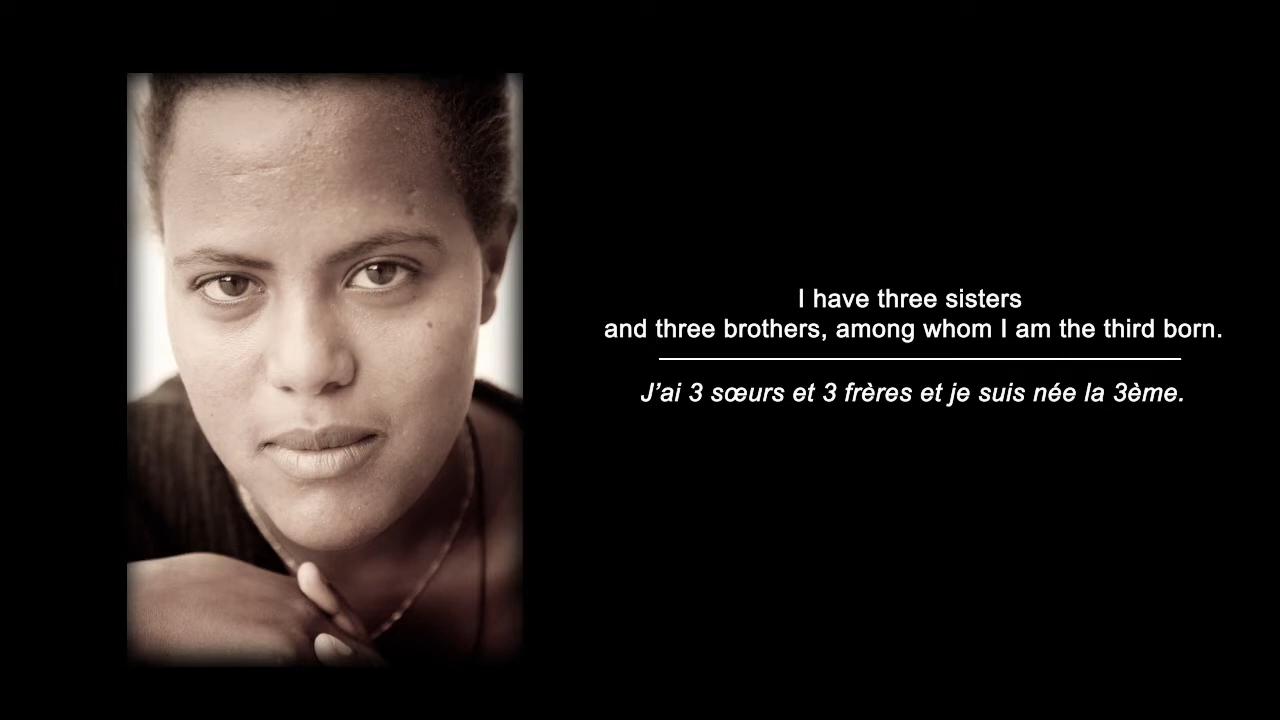 I have three sisters
and three brothers, among whom I am the third born.
J’ai 3 sœurs et 3 frères et je suis née la 3ème.